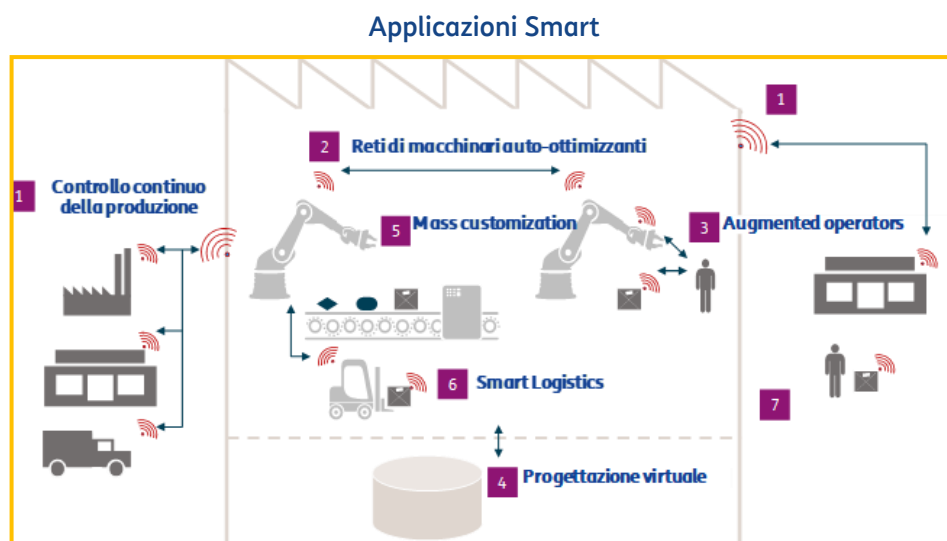 Applicazioni Smart
1
2 Reti di macchinari auto-ottimizzanti
1 Controllo continuo
della produzione
5 Mass customization
3 Augmented operators
6 Smart Logistics
7
4 Progettazione virtuale